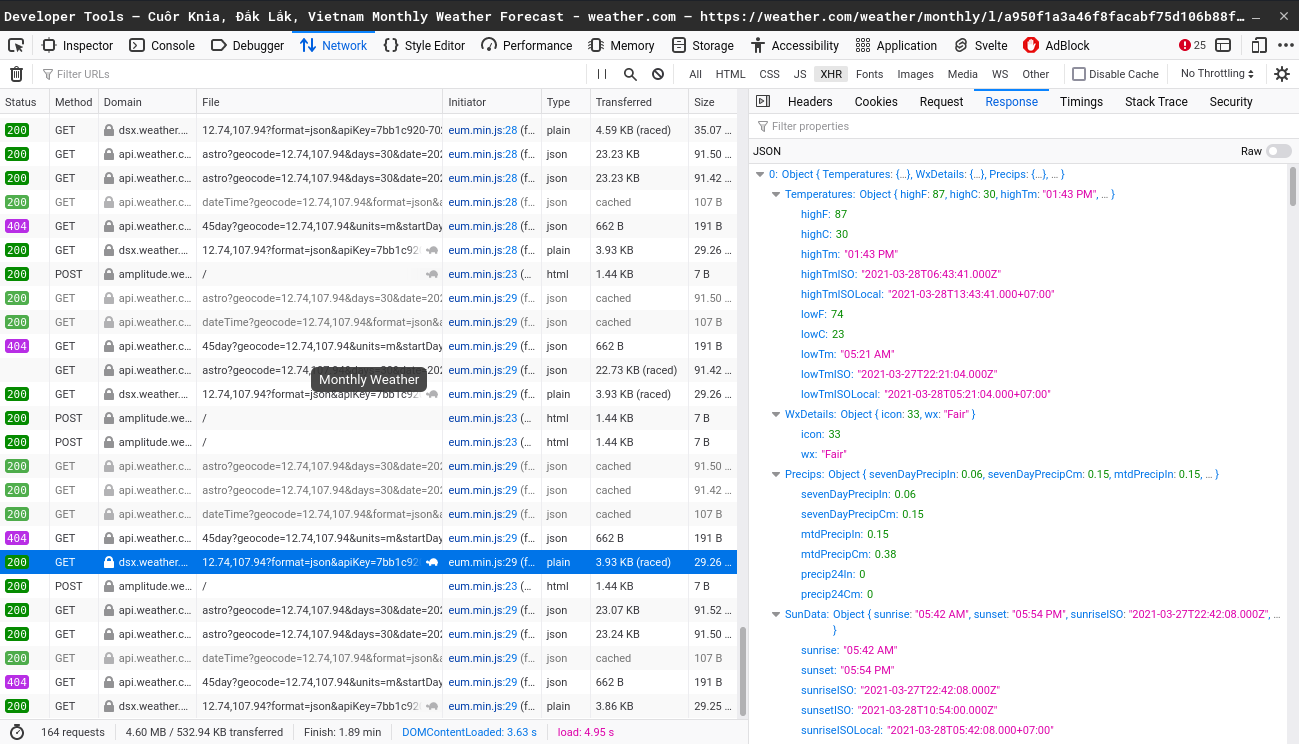 Developer Tools — Cuôr Knia, Đắk Lắk, Vietnam Monthly Weather Forecast - weather.com — https://weather.com/weather/monthly/l/a950f1a3a46f8facabf75d106b88f…
Inspector Console Debugger Network Style Editor Performance Memory Storage Accessibility Application Svelte AdBlock 25
Filter URLs All HTML CSS JS XHR Fonts Images Media WS Other Disable Cache No Throttling
Status Method Domain File Initiator Type Transferred Size
200 GET dsx.weather.… 12.74,107.94?format=json&apiKey=7bb1c920-70 eum.min.js:28 (f… plain 4.59 KB (raced) 35.07 …
200 GET api.weather.c… astro?geocode=12.74,107.94&days=30&date=202 eum.min.js:28 (f… json 23.23 KB 91.50 …
200 GET api.weather.c… astro?geocode=12.74,107.94&days=30&date=202 eum.min.js:28 (f… json 23.23 KB 91.42 …
200 GET api.weather.c… dateTime?geocode=12.74,107.94&format=json&a eum.min.js:28 (f… json cached 107 B
404 GET api.weather.c… 45day?geocode=12.74,107.94&units=m&startDay eum.min.js:28 (f… json 662 B 191 B
200 GET dsx.weather.… 12.74,107.94?format=json&apiKey=7bb1c92 eum.min.js:28 (f… plain 3.93 KB 29.26 …
200 POST amplitude.we… / eum.min.js:23 (… html 1.44 KB 7 B
200 GET api.weather.c… astro?geocode=12.74,107.94&days=30&date=202 eum.min.js:29 (f… json cached 91.50 …
200 GET api.weather.c… dateTime?geocode=12.74,107.94&format=json&a eum.min.js:29 (f… json cached 107 B
404 GET api.weather.c… 45day?geocode=12.74,107.94&units=m&startDay eum.min.js:29 (f… json 662 B 191 B
GET api.weather.c… astro?geocode=12.74,107.94&days=30&date=202 eum.min.js:29 (f… json 22.73 KB (raced) 91.42 …
Monthly Weather
200 GET dsx.weather.… 12.74,107.94?format=json&apiKey=7bb1c92 eum.min.js:29 (f… plain 3.93 KB (raced) 29.26 …
200 POST amplitude.we… / eum.min.js:23 (… html 1.44 KB 7 B
200 POST amplitude.we… / eum.min.js:23 (… html 1.44 KB 7 B
200 GET api.weather.c… astro?geocode=12.74,107.94&days=30&date=202 eum.min.js:29 (f… json cached 91.50 …
200 GET api.weather.c… astro?geocode=12.74,107.94&days=30&date=202 eum.min.js:29 (f… json cached 91.42 …
200 GET api.weather.c… dateTime?geocode=12.74,107.94&format=json&a eum.min.js:29 (f… json cached 107 B
404 GET api.weather.c… 45day?geocode=12.74,107.94&units=m&startDay eum.min.js:29 (f… json 662 B 191 B
200 GET dsx.weather.… 12.74,107.94?format=json&apiKey=7bb1c92 eum.min.js:29 (f… plain 3.93 KB (raced) 29.26 …
200 POST amplitude.we… / eum.min.js:23 (… html 1.44 KB 7 B
200 GET api.weather.c… astro?geocode=12.74,107.94&days=30&date=202 eum.min.js:29 (f… json 23.07 KB 91.52 …
200 GET api.weather.c… astro?geocode=12.74,107.94&days=30&date=202 eum.min.js:29 (f… json 23.24 KB 91.50 …
200 GET api.weather.c… dateTime?geocode=12.74,107.94&format=json&a eum.min.js:29 (f… json cached 107 B
404 GET api.weather.c… 45day?geocode=12.74,107.94&units=m&startDay eum.min.js:29 (f… json 662 B 191 B
200 GET dsx.weather.… 12.74,107.94?format=json&apiKey=7bb1c92 eum.min.js:29 (f… plain 3.86 KB 29.25 …
164 requests 4.60 MB / 532.94 KB transferred Finish: 1.89 min DOMContentLoaded: 3.63 s load: 4.95 s
Headers Cookies Request Response Timings Stack Trace Security
Filter properties
JSON Raw
0: Object { Temperatures: {…}, WxDetails: {…}, Precips: {…}, … }
Temperatures: Object { highF: 87, highC: 30, highTm: "01:43 PM", … }
highF: 87
highC: 30
highTm: "01:43 PM"
highTmISO: "2021-03-28T06:43:41.000Z"
highTmISOLocal: "2021-03-28T13:43:41.000+07:00"
lowF: 74
lowC: 23
lowTm: "05:21 AM"
lowTmISO: "2021-03-27T22:21:04.000Z"
lowTmISOLocal: "2021-03-28T05:21:04.000+07:00"
WxDetails: Object { icon: 33, wx: "Fair" }
icon: 33
wx: "Fair"
Precips: Object { sevenDayPrecipIn: 0.06, sevenDayPrecipCm: 0.15, mtdPrecipIn: 0.15, … }
sevenDayPrecipIn: 0.06
sevenDayPrecipCm: 0.15
mtdPrecipIn: 0.15
mtdPrecipCm: 0.38
precip24In: 0
precip24Cm: 0
SunData: Object { sunrise: "05:42 AM", sunset: "05:54 PM", sunriseISO: "2021-03-27T22:42:08.000Z", …
}
sunrise: "05:42 AM"
sunset: "05:54 PM"
sunriseISO: "2021-03-27T22:42:08.000Z"
sunsetISO: "2021-03-28T10:54:00.000Z"
sunriseISOLocal: "2021-03-28T05:42:08.000+07:00"